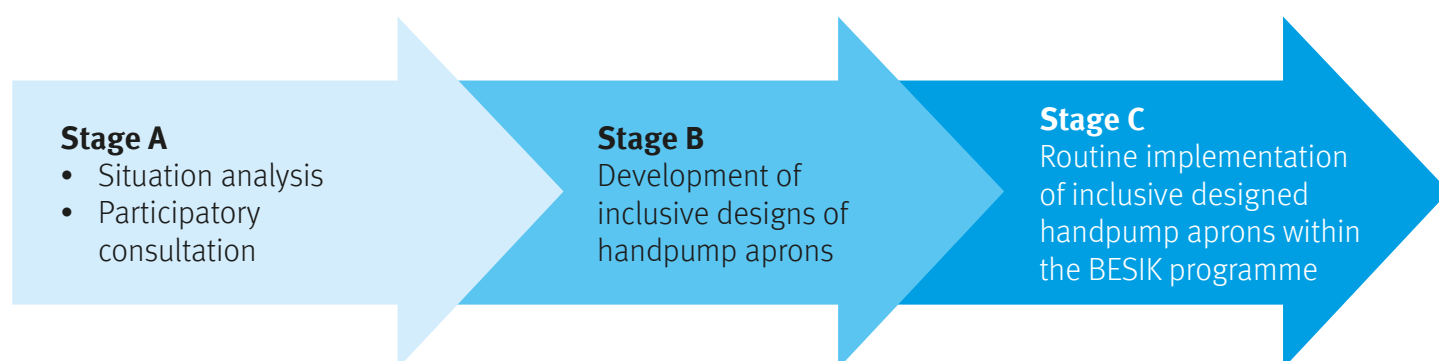 Stage A
• Situation analysis
• Participatory
consultation
Stage B
Development of
inclusive designs of
handpump aprons
Stage C
Routine implementation
of inclusive designed
handpump aprons within
the BESIK programme